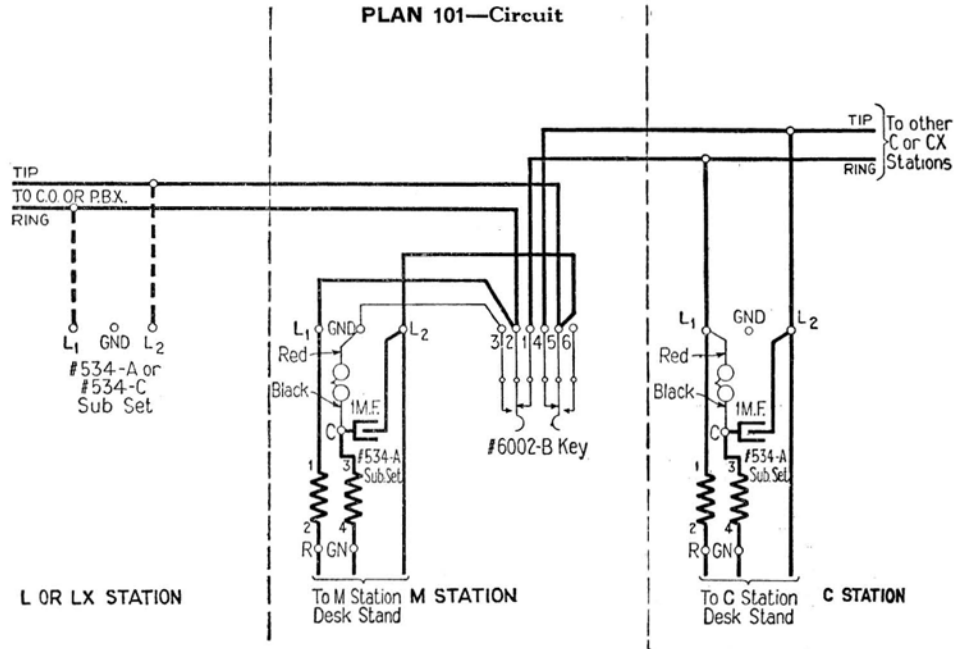 PLAN 101—Circuit
TIP
TO C.O. OR P.B.X.
RING
L1 GND L2
#534-A or
#534-C
Sub Set
L OR LX STATION
L1 GND L2
3 2 1 4 5 6
Red
Black
1M.F.
C
#534-A
Sub.Set
1 3
2 4
R GN
#6002-B Key
To M Station
Desk Stand
M STATION
TIP
RING
To other
C or CX
Stations
L1 GND L2
Red
Black
1M.F.
C
#534-A
Sub.Set
1 3
2 4
R GN
To C Station
Desk Stand
C STATION